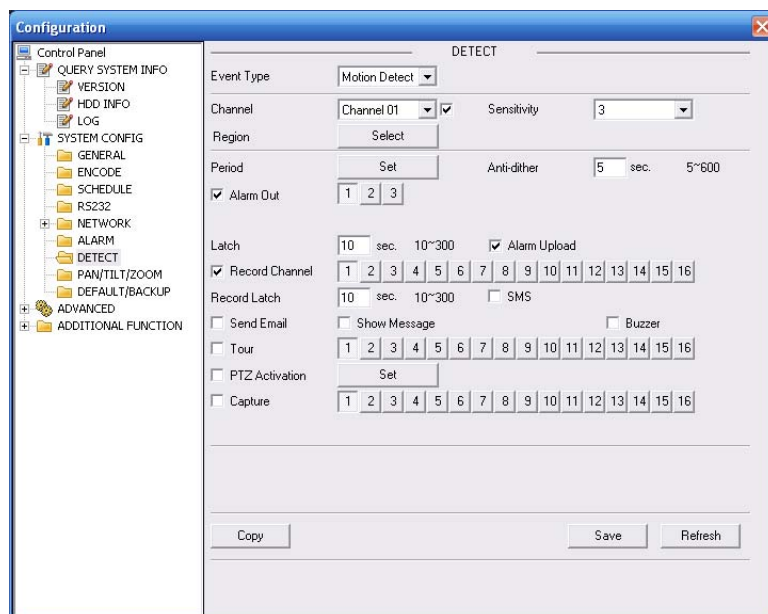 Configuration
Control Panel
QUERY SYSTEM INFO
VERSION
HDD INFO
LOG
SYSTEM CONFIG
GENERAL
ENCODE
SCHEDULE
RS232
NETWORK
ALARM
DETECT
PAN/TILT/ZOOM
DEFAULT/BACKUP
ADVANCED
ADDITIONAL FUNCTION
DETECT
Event Type Motion Detect
Channel Channel 01 Sensitivity 3
Region Select
Period Set Anti-dither 5 sec. 5~600
Alarm Out 1 2 3
Latch 10 sec. 10~300 Alarm Upload
Record Channel 1 2 3 4 5 6 7 8 9 10 11 12 13 14 15 16
Record Latch 10 sec. 10~300 SMS
Send Email Show Message Buzzer
Tour 1 2 3 4 5 6 7 8 9 10 11 12 13 14 15 16
PTZ Activation Set
Capture 1 2 3 4 5 6 7 8 9 10 11 12 13 14 15 16
Copy Save Refresh